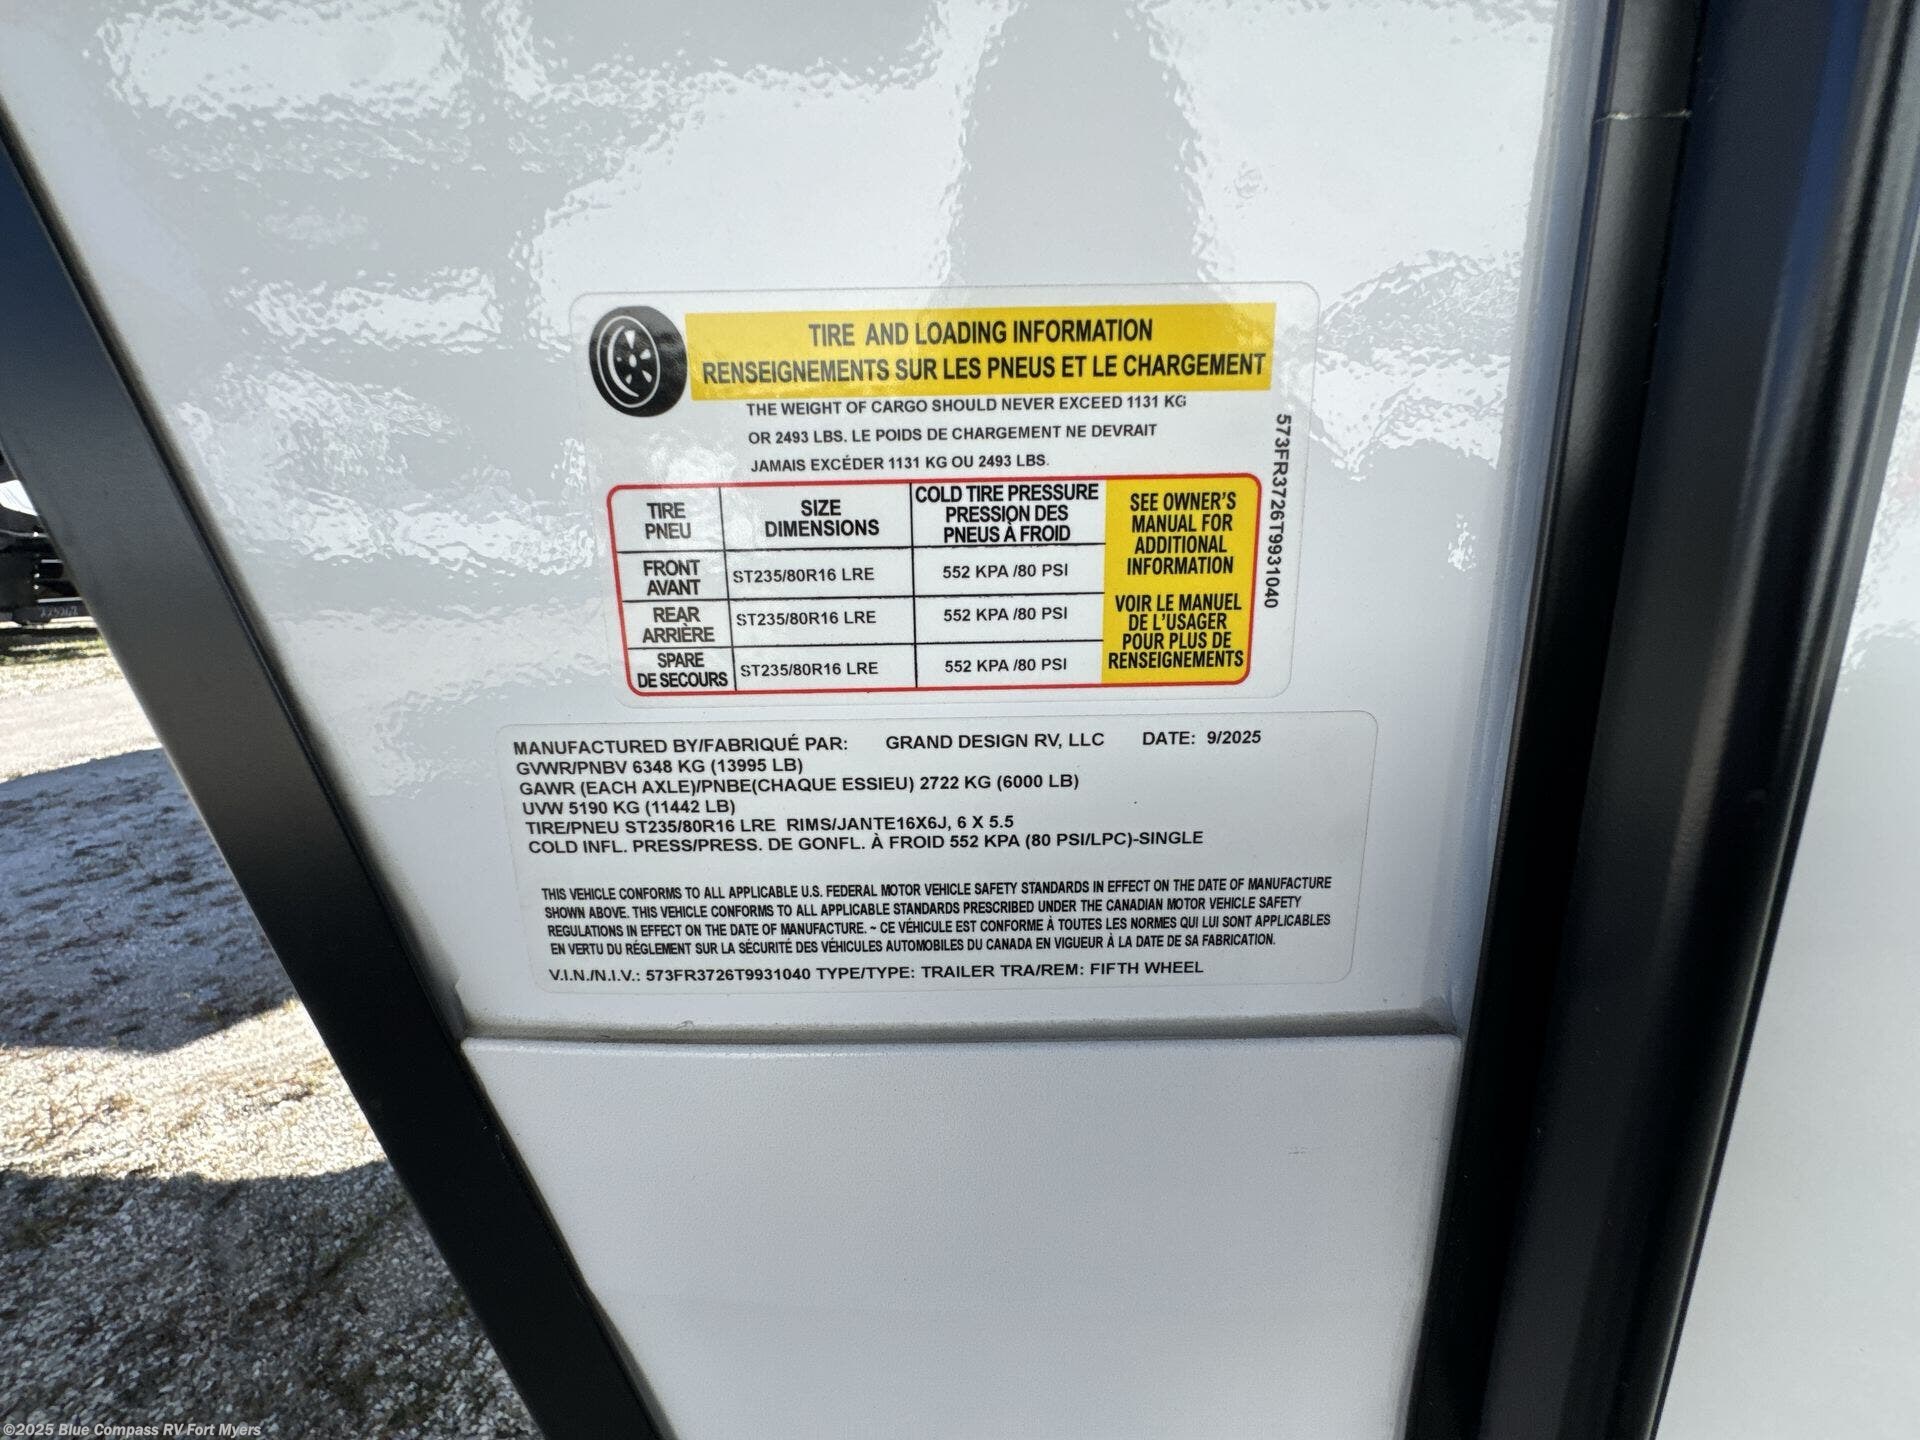 TIRE AND LOADING INFORMATION
RENSEIGNEMENTS SUR LES PNEUS ET LE CHARGEMENT
THE WEIGHT OF CARGO SHOULD NEVER EXCEED 1131 KG
OR 2493 LBS. LE POIDS DE CHARGEMENT NE DEVRAIT
JAMAIS EXCÉDER 1131 KG OU 2493 LBS.
TIRE
PNEU
SIZE
DIMENSIONS
COLD TIRE PRESSURE
PRESSION DES
PNEUS À FROID
FRONT
AVANT
ST235/80R16 LRE
552 KPA /80 PSI
REAR
ARRIÈRE
ST235/80R16 LRE
552 KPA /80 PSI
SPARE
DE SECOURS
ST235/80R16 LRE
552 KPA /80 PSI
SEE OWNER'S
MANUAL FOR
ADDITIONAL
INFORMATION
VOIR LE MANUEL
DE L'USAGER
POUR PLUS DE
RENSEIGNEMENTS
573FR3726T9931040
MANUFACTURED BY/FABRIQUÉ PAR: GRAND DESIGN RV, LLC DATE: 9/2025
GVWR/PNBV 6348 KG (13995 LB)
GAWR (EACH AXLE)/PNBE(CHAQUE ESSIEU) 2722 KG (6000 LB)
UVW 5190 KG (11442 LB)
TIRE/PNEU ST235/80R16 LRE RIMS/JANTE16X6J, 6 X 5.5
COLD INFL. PRESS/PRESS. DE GONFL. À FROID 552 KPA (80 PSI/LPC)-SINGLE
THIS VEHICLE CONFORMS TO ALL APPLICABLE U.S. FEDERAL MOTOR VEHICLE SAFETY STANDARDS IN EFFECT ON THE DATE OF MANUFACTURE
SHOWN ABOVE. THIS VEHICLE CONFORMS TO ALL APPLICABLE STANDARDS PRESCRIBED UNDER THE CANADIAN MOTOR VEHICLE SAFETY
REGULATIONS IN EFFECT ON THE DATE OF MANUFACTURE. ~ CE VÉHICULE EST CONFORME À TOUTES LES NORMES QUI LUI SONT APPLICABLES
EN VERTU DU RÉGLEMENT SUR LA SÉCURITÉ DES VÉHICULES AUTOMOBILES DU CANADA EN VIGUEUR À LA DATE DE SA FABRICATION.
V.I.N./N.I.V.: 573FR3726T9931040 TYPE/TYPE: TRAILER TRA/REM: FIFTH WHEEL
©2025 Blue Compass RV Fort Myers